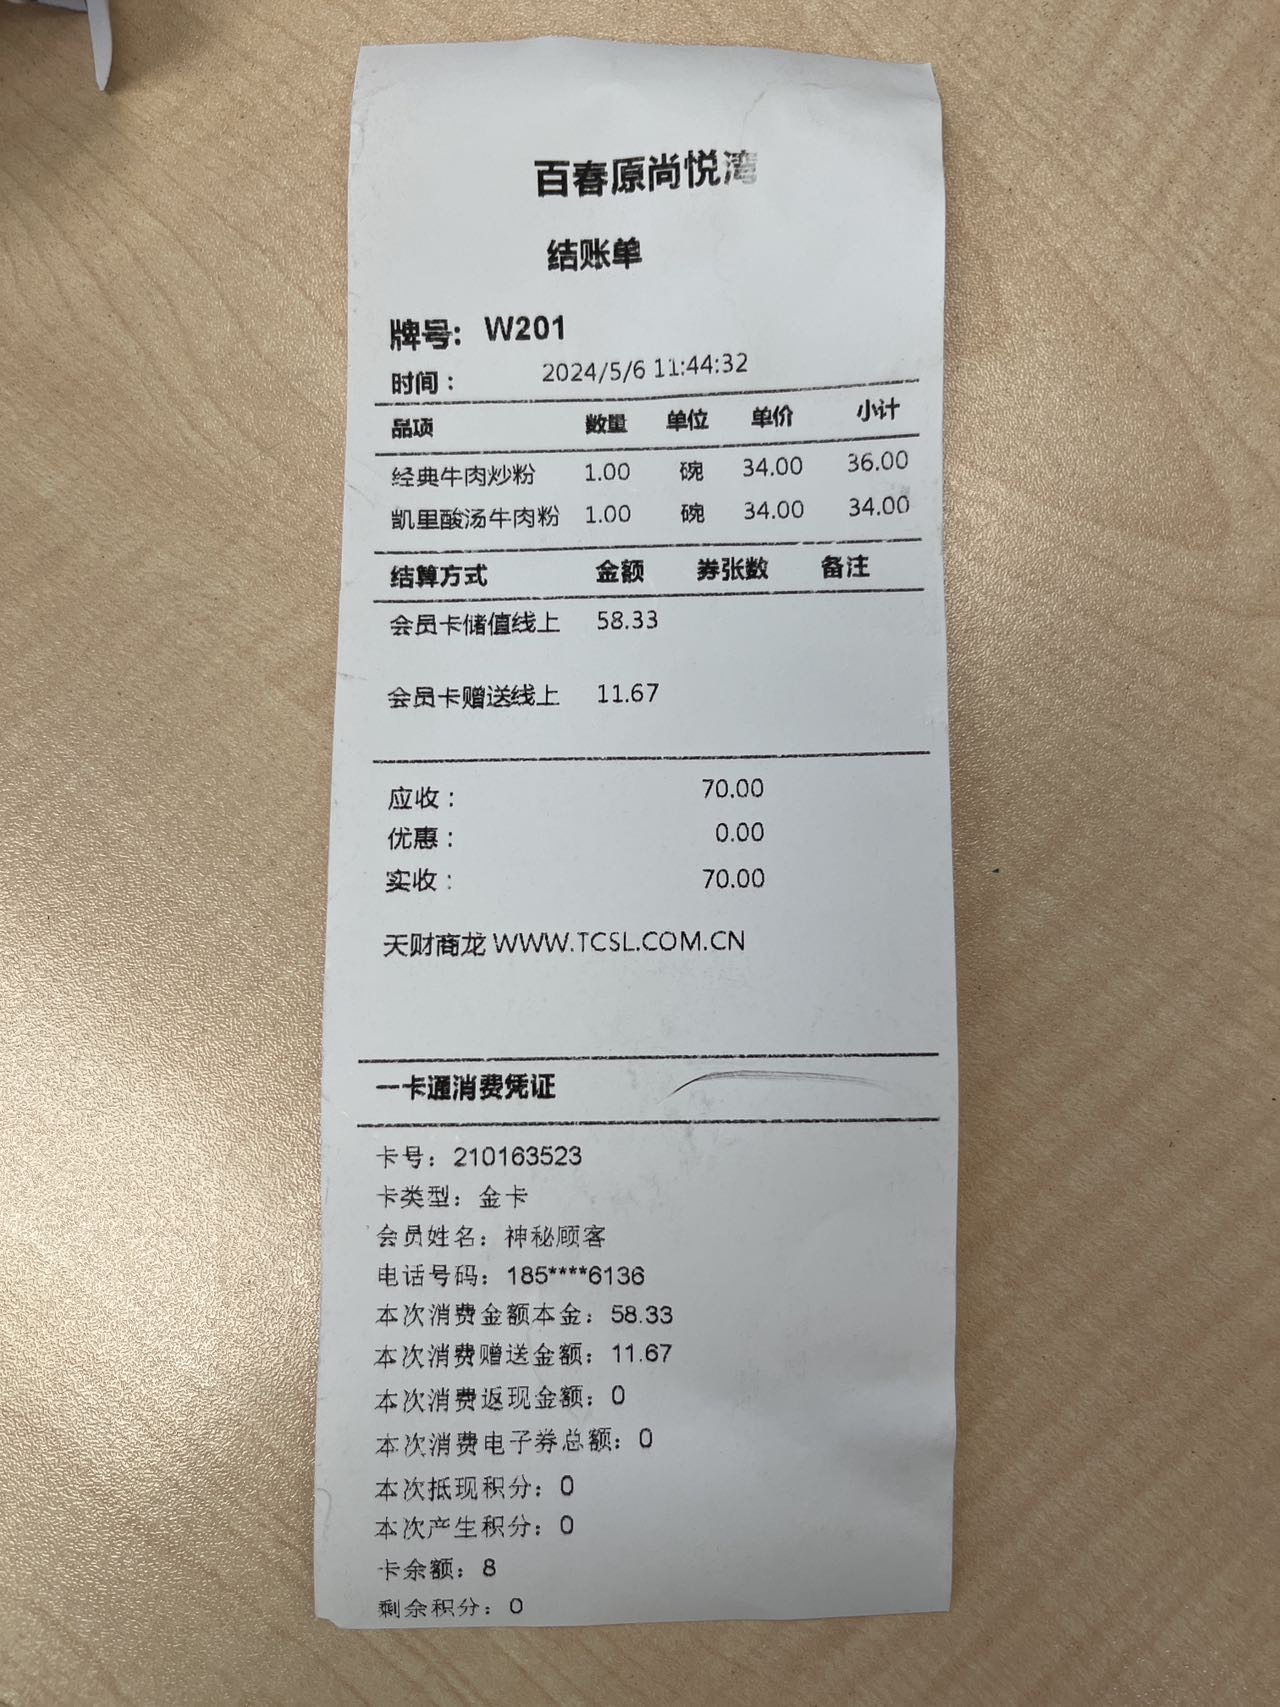 百春原尚悦湾
结账单
牌号: W201
时间: 2024/5/6 11:44:32
品项 数量 单位 单价 小计
经典牛肉炒粉 1.00 碗 34.00 36.00
凯里酸汤牛肉粉 1.00 碗 34.00 34.00
结算方式 金额 券张数 备注
会员卡储值线上 58.33
会员卡赠送线上 11.67
应收: 70.00
优惠: 0.00
实收: 70.00
天财商龙 WWW.TCSL.COM.CN
一卡通消费凭证
卡号: 210163523
卡类型: 金卡
会员姓名: 神秘顾客
电话号码: 185****6136
本次消费金额本金: 58.33
本次消费赠送金额: 11.67
本次消费返现金额: 0
本次消费电子券总额: 0
本次抵现积分: 0
本次产生积分: 0
卡余额: 8
剩余积分: 0